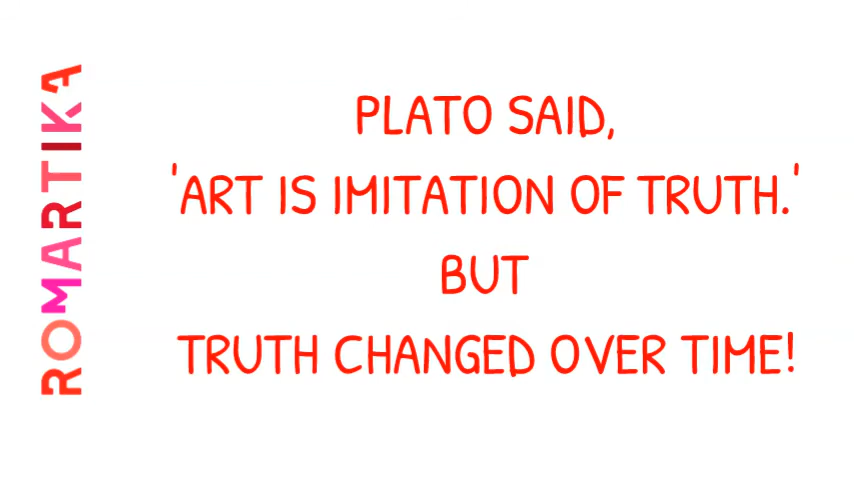 ROMARTIKA
PLATO SAID,
'ART IS IMITATION OF TRUTH.'
BUT
TRUTH CHANGED OVER TIME!